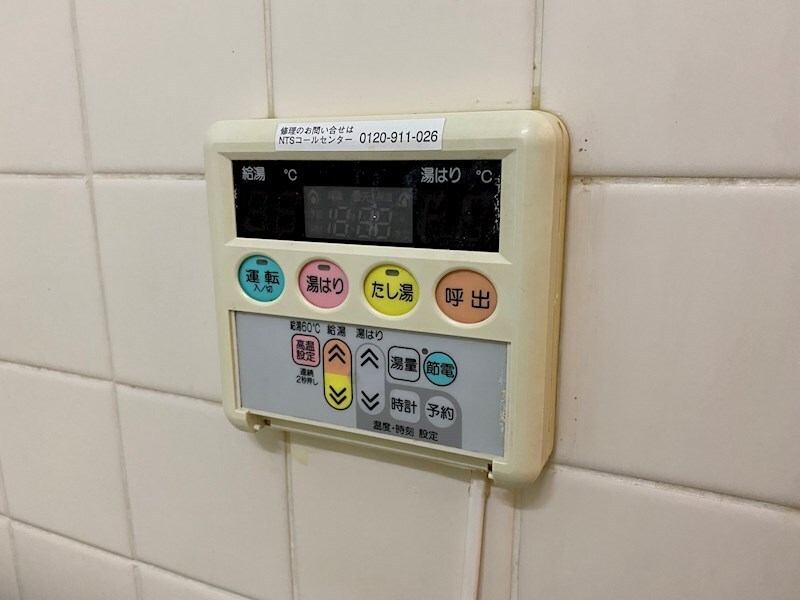 修理のお問い合せは
NTSコールセンター 0120-911-026
給湯 ℃ 湯はり ℃
運転
入/切
湯はり
たし湯
呼出
給湯60℃ 給湯 湯はり
高温
設定
連続
2秒押し
湯量
節電
時計
予約
温度・時刻 設定